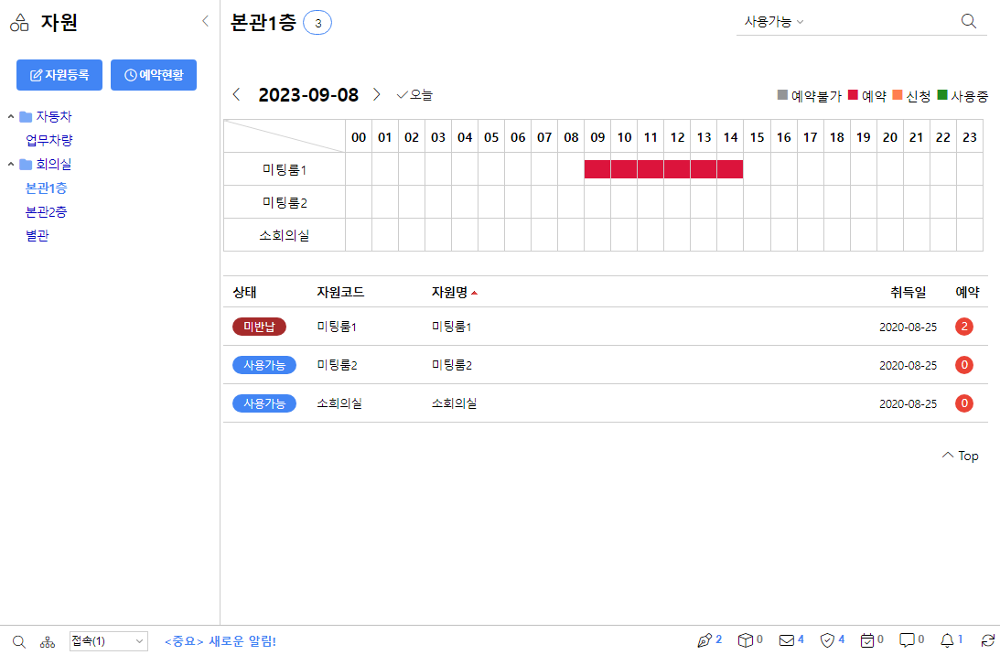 자원
자원등록 예약현황
자동차
업무차량
회의실
본관1층
본관2층
별관
본관1층 3
사용가능
2023-09-08 오늘
예약불가 예약 신청 사용중
00 01 02 03 04 05 06 07 08 09 10 11 12 13 14 15 16 17 18 19 20 21 22 23
미팅룸1
미팅룸2
소회의실
상태 자원코드 자원명 취득일 예약
미반납 미팅룸1 미팅룸1 2020-08-25 2
사용가능 미팅룸2 미팅룸2 2020-08-25 0
사용가능 소희의실 소회의실 2020-08-25 0
Top
접속(1) <중요> 새로운 알림! 2 0 4 4 0 0 1